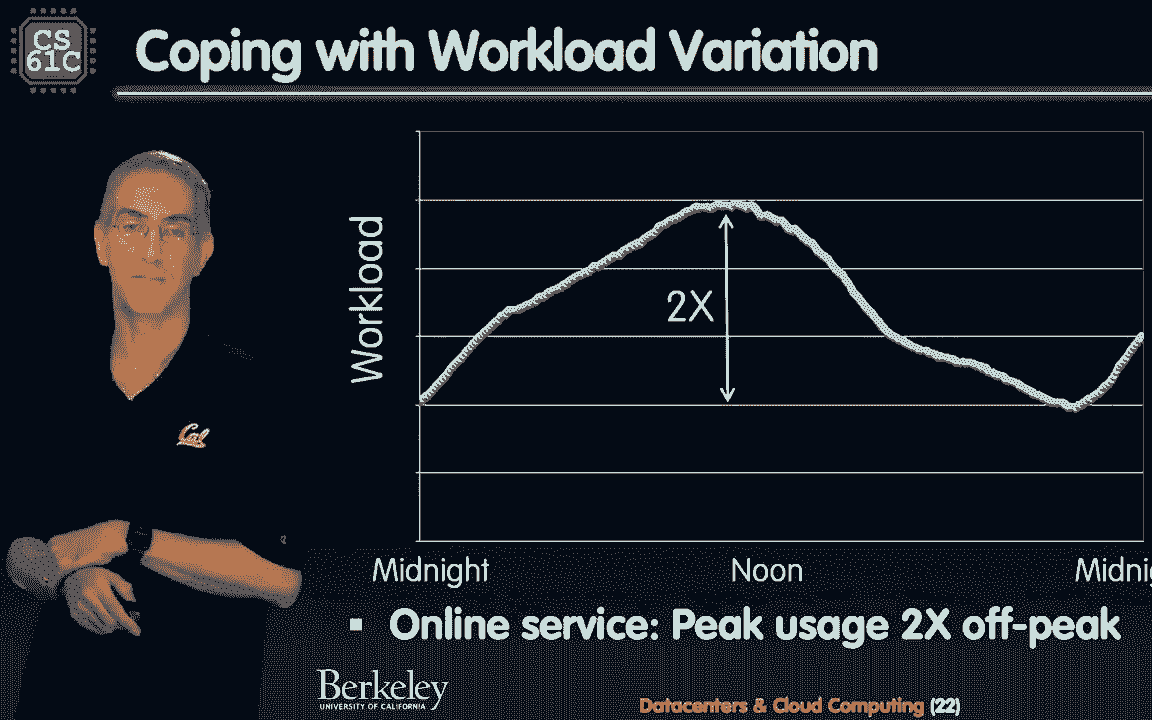 CS
61C
Coping with Workload Variation
Workload
2X
Cal
Midnight
Noon
Midnig
▪ Online service: Peak usage 2X off-peak
Berkeley
UNIVERSITY OF CALIFORNIA
Datacenters & Cloud Computing (22)